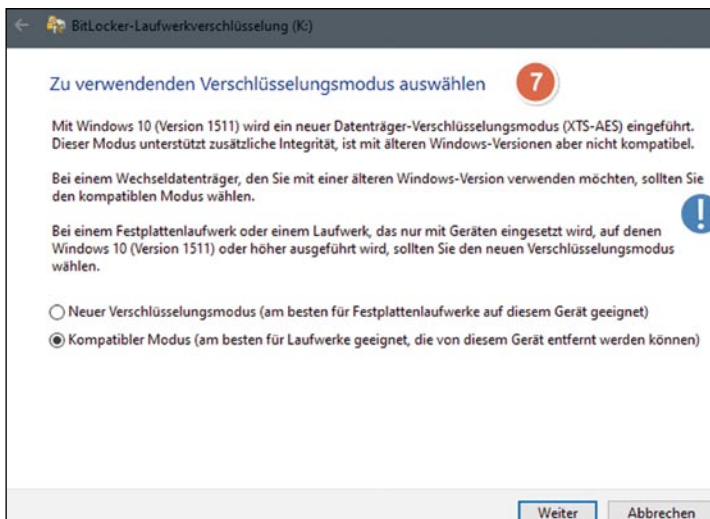 BitLocker-Laufwerkverschlüsselung (K:)
Zu verwendenden Verschlüsselungsmodus auswählen
7
Mit Windows 10 (Version 1511) wird ein neuer Datenträger-Verschlüsselungsmodus (XTS-AES) eingeführt.
Dieser Modus unterstützt zusätzliche Integrität, ist mit älteren Windows-Versionen aber nicht kompatibel.
Bei einem Wechseldatenträger, den Sie mit einer älteren Windows-Version verwenden möchten, sollten Sie
den kompatiblen Modus wählen.
!
Bei einem Festplattenlaufwerk oder einem Laufwerk, das nur mit Geräten eingesetzt wird, auf denen
Windows 10 (Version 1511) oder höher ausgeführt wird, sollten Sie den neuen Verschlüsselungsmodus
wählen.
Neuer Verschlüsselungsmodus (am besten für Festplattenlaufwerke auf diesem Gerät geeignet)
Kompatibler Modus (am besten für Laufwerke geeignet, die von diesem Gerät entfernt werden können)
Weiter Abbrechen